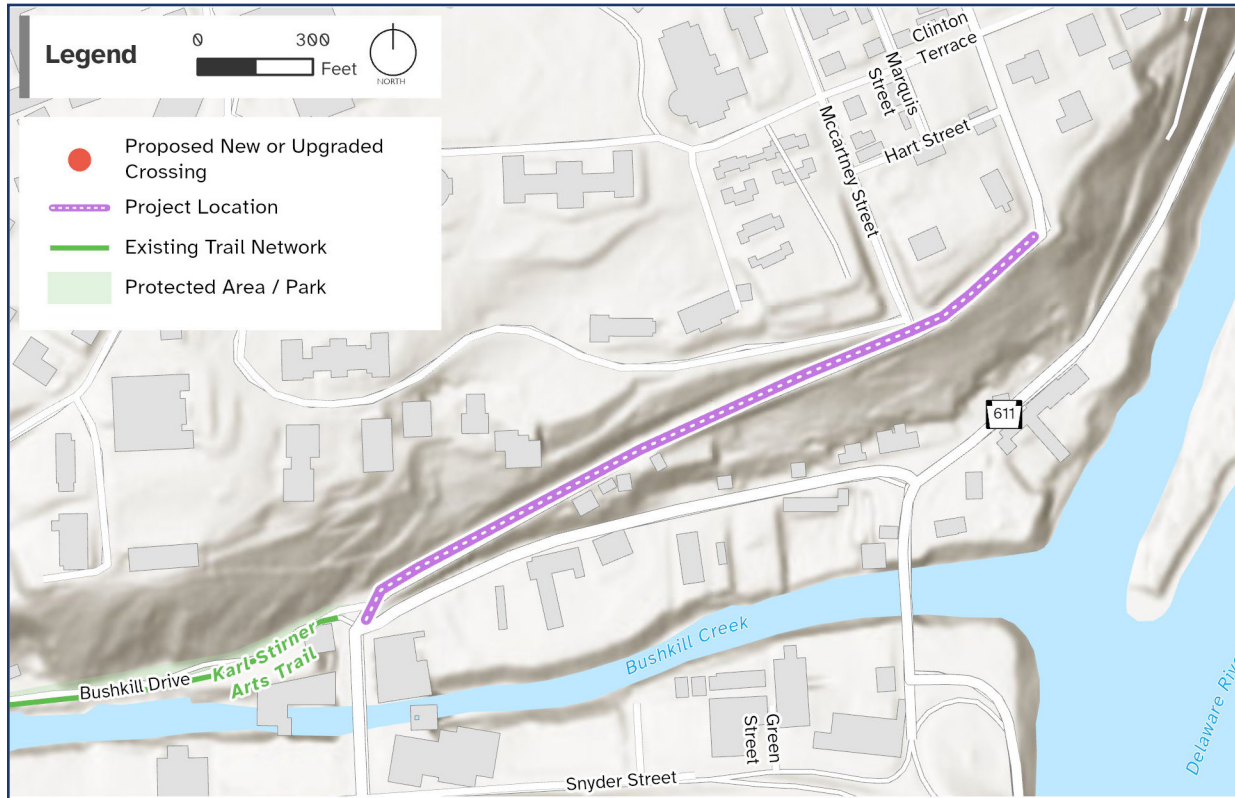 Legend
0 300
Feet
NORTH
Proposed New or Upgraded
Crossing
Project Location
Existing Trail Network
Protected Area / Park
Clinton
Terrace
Marquis
Street
Mccartney Street
Hart Street
611
Bushkill Creek
Karl Stirner
Arts Trail
Bushkill Drive
Green
Street
Snyder Street
Delaware Rive